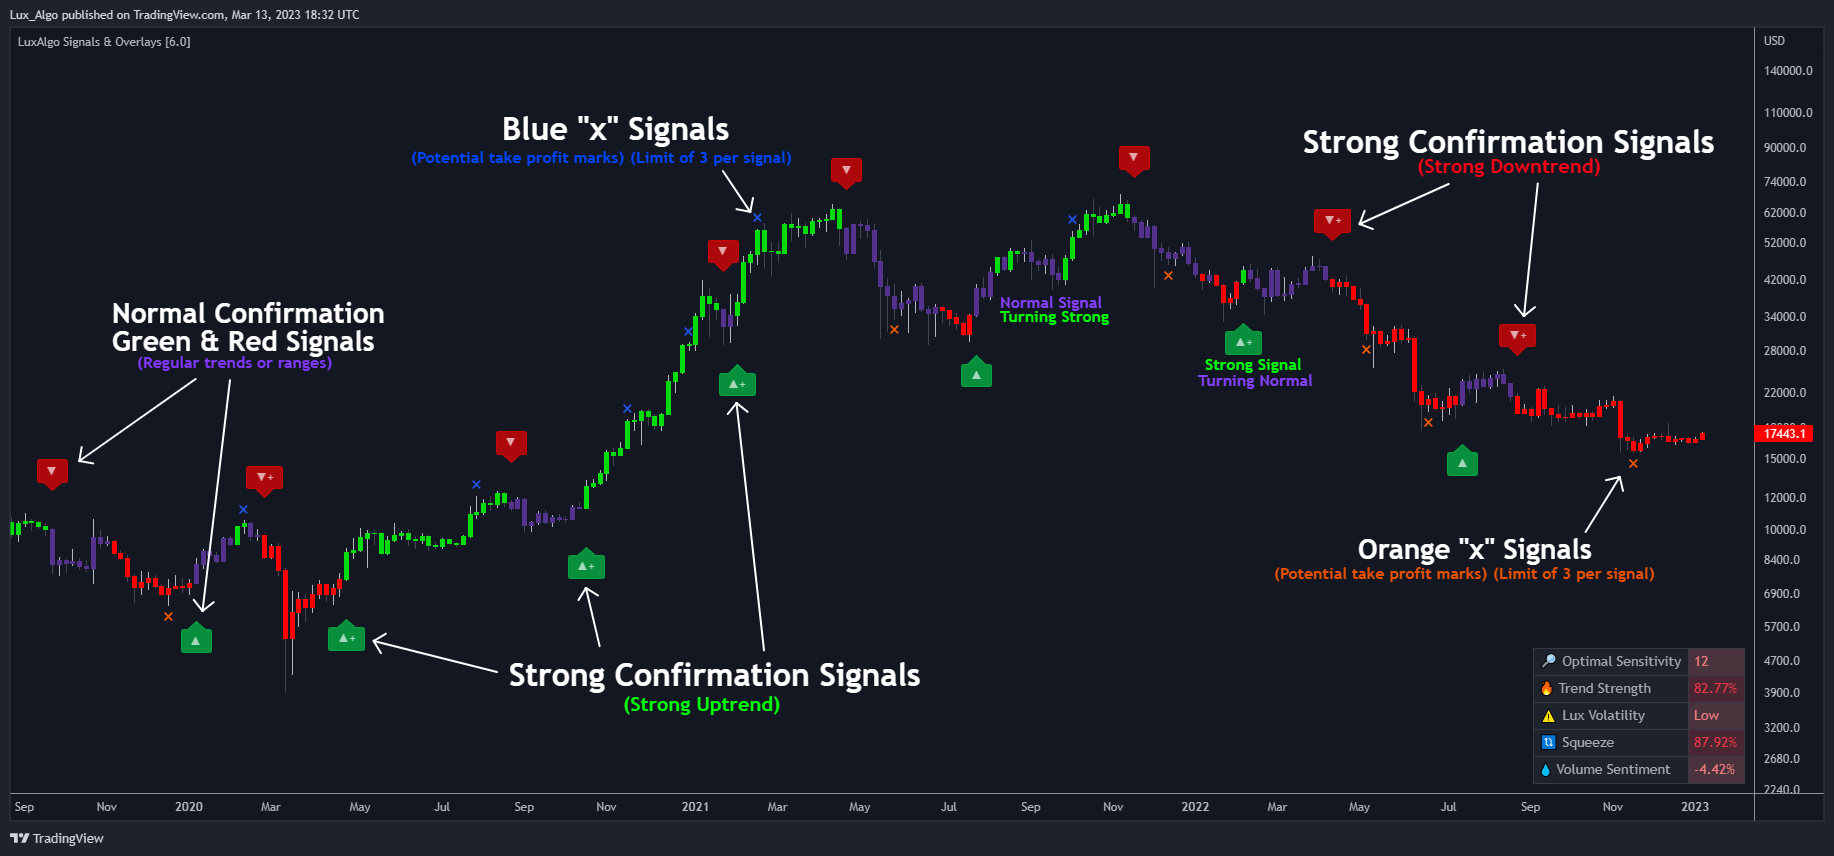 Lux_Algo published on TradingView.com, Mar 13, 2023 18:32 UTC
LuxAlgo Signals & Overlays [6.0]
USD
140000.0
110000.0
90000.0
74000.0
62000.0
52000.0
42000.0
34000.0
28000.0
22000.0
17443.1
15000.0
12000.0
10000.0
8400.0
6900.0
5700.0
4700.0
3900.0
3200.0
2680.0
2240.0
Blue "x" Signals
(Potential take profit marks) (Limit of 3 per signal)
Strong Confirmation Signals
(Strong Downtrend)
Normal Confirmation
Green & Red Signals
(Regular trends or ranges)
Normal Signal
Turning Strong
Strong Signal
Turning Normal
Orange "x" Signals
(Potential take profit marks) (Limit of 3 per signal)
Strong Confirmation Signals
(Strong Uptrend)
Optimal Sensitivity 12
Trend Strength 82.77%
Lux Volatility Low
Squeeze 87.92%
Volume Sentiment -4.42%
Sep Nov 2020 Mar May Jul Sep Nov 2021 Mar May Jul Sep Nov 2022 Mar May Jul Sep Nov 2023
TradingView